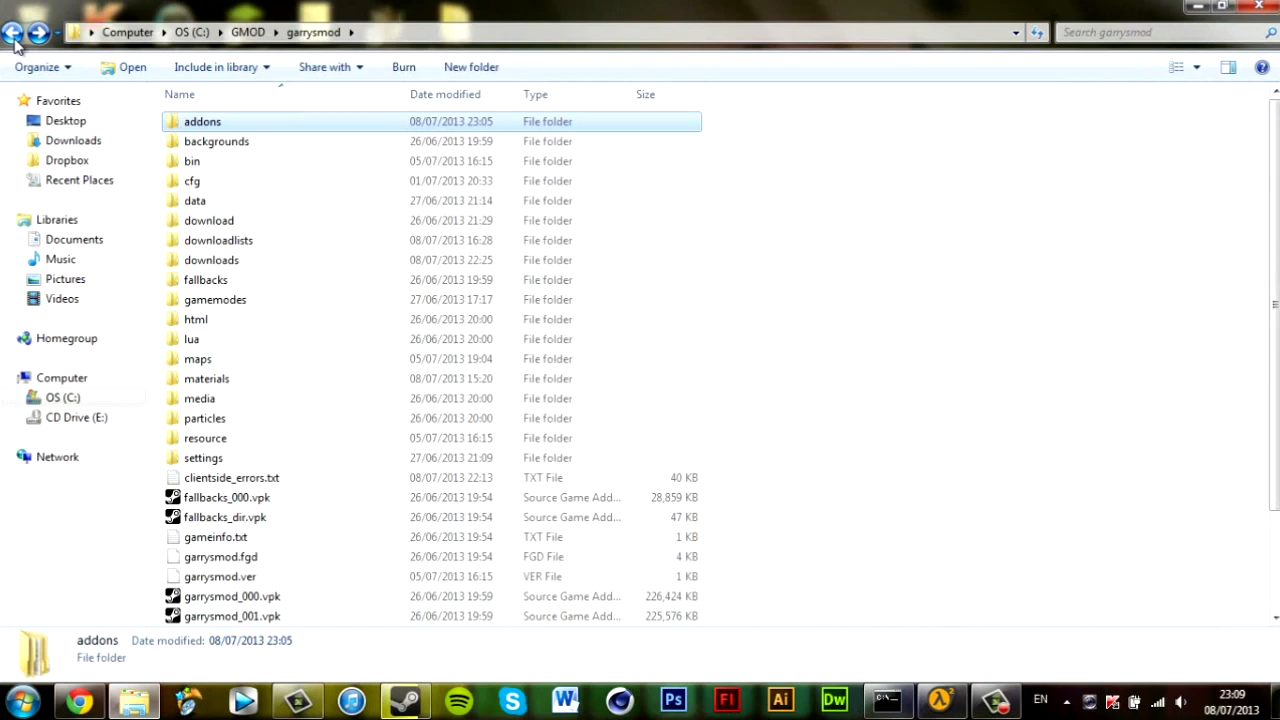 Computer OS (C:) GMOD garrysmod Search garrysmod
Organize Open Include in library Share with Burn New folder
Name Date modified Type Size
Favorites
Desktop
Downloads
Dropbox
Recent Places
Libraries
Documents
Music
Pictures
Videos
Homegroup
Computer
OS (C:)
CD Drive (E:)
Network
addons 08/07/2013 23:05 File folder
backgrounds 26/06/2013 19:59 File folder
bin 05/07/2013 16:15 File folder
cfg 01/07/2013 20:33 File folder
data 27/06/2013 21:14 File folder
download 26/06/2013 21:29 File folder
downloadlists 08/07/2013 16:28 File folder
downloads 08/07/2013 22:25 File folder
fallbacks 26/06/2013 19:59 File folder
gamemodes 27/06/2013 17:17 File folder
html 26/06/2013 20:00 File folder
lua 26/06/2013 20:00 File folder
maps 05/07/2013 19:04 File folder
materials 08/07/2013 15:20 File folder
media 26/06/2013 20:00 File folder
particles 26/06/2013 20:00 File folder
resource 05/07/2013 16:15 File folder
settings 27/06/2013 21:09 File folder
clientside_errors.txt 08/07/2013 22:13 TXT File 40 KB
fallbacks_000.vpk 26/06/2013 19:54 Source Game Add... 28,859 KB
fallbacks_dir.vpk 26/06/2013 19:54 Source Game Add... 47 KB
gameinfo.txt 26/06/2013 19:54 TXT File 1 KB
garrysmod.fgd 26/06/2013 19:54 FGD File 4 KB
garrysmod.ver 05/07/2013 16:15 VER File 1 KB
garrysmod_000.vpk 26/06/2013 19:59 Source Game Add... 226,424 KB
garrysmod_001.vpk 26/06/2013 19:59 Source Game Add... 225,576 KB
addons Date modified: 08/07/2013 23:05
File folder
W Ps Fl Ai Dw EN 23:09
08/07/2013